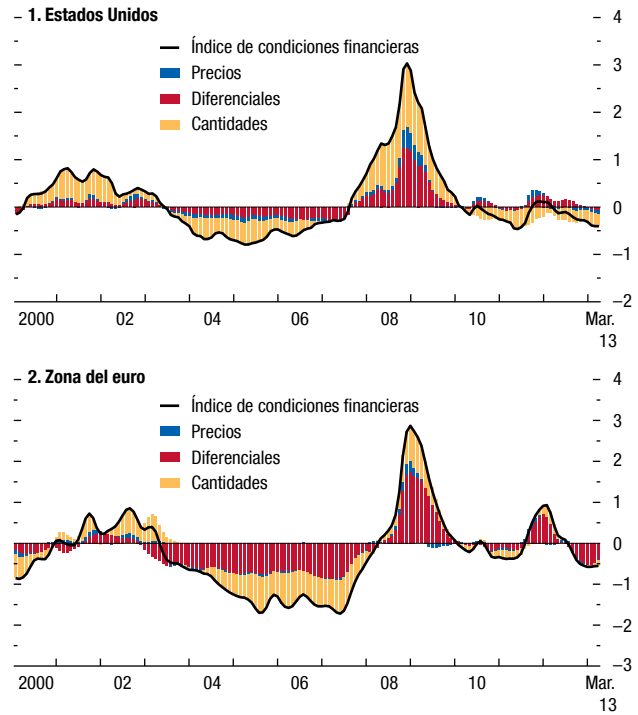 1. Estados Unidos
Índice de condiciones financieras
Precios
Diferenciales
Cantidades
4
3
2
1
0
–1
–2
2000 02 04 06 08 10 Mar.
13
2. Zona del euro
Índice de condiciones financieras
Precios
Diferenciales
Cantidades
4
3
2
1
0
–1
–2
–3
2000 02 04 06 08 10 Mar.
13